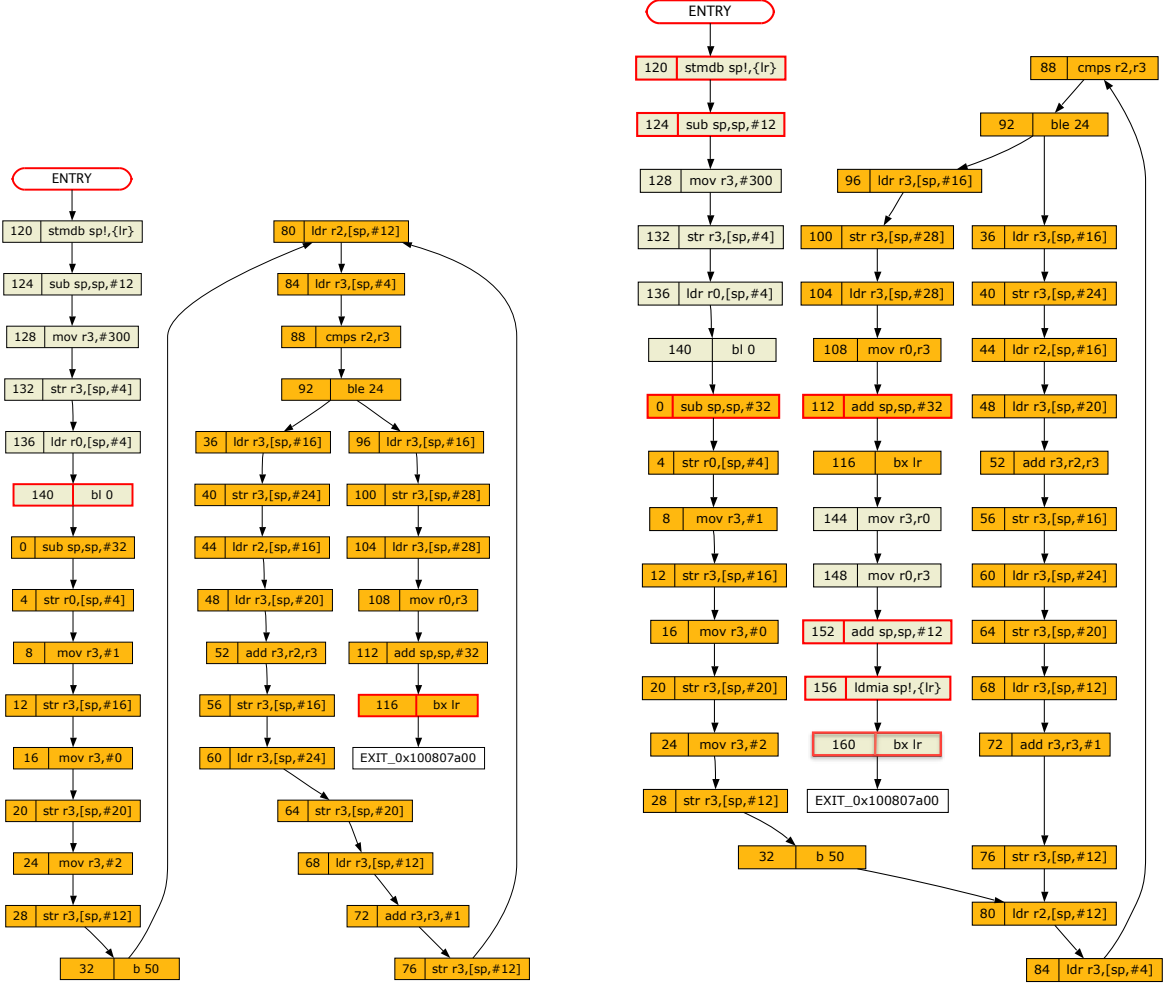 ENTRY
120 stmdb sp!,{lr}
124 sub sp,sp,#12
128 mov r3,#300
132 str r3,[sp,#4]
136 ldr r0,[sp,#4]
140 bl 0
0 sub sp,sp,#32
4 str r0,[sp,#4]
8 mov r3,#1
12 str r3,[sp,#16]
16 mov r3,#0
20 str r3,[sp,#20]
24 mov r3,#2
28 str r3,[sp,#12]
32 b 50
80 ldr r2,[sp,#12]
84 ldr r3,[sp,#4]
88 cmps r2,r3
92 ble 24
36 ldr r3,[sp,#16]
40 str r3,[sp,#24]
44 ldr r2,[sp,#16]
48 ldr r3,[sp,#20]
52 add r3,r2,r3
56 str r3,[sp,#16]
60 ldr r3,[sp,#24]
64 str r3,[sp,#20]
68 ldr r3,[sp,#12]
72 add r3,r3,#1
76 str r3,[sp,#12]
96 ldr r3,[sp,#16]
100 str r3,[sp,#28]
104 ldr r3,[sp,#28]
108 mov r0,r3
112 add sp,sp,#32
116 bx lr
EXIT_0x100807a00
ENTRY
120 stmdb sp!,{lr}
124 sub sp,sp,#12
128 mov r3,#300
132 str r3,[sp,#4]
136 ldr r0,[sp,#4]
140 bl 0
0 sub sp,sp,#32
4 str r0,[sp,#4]
8 mov r3,#1
12 str r3,[sp,#16]
16 mov r3,#0
20 str r3,[sp,#20]
24 mov r3,#2
28 str r3,[sp,#12]
32 b 50
88 cmps r2,r3
92 ble 24
96 ldr r3,[sp,#16]
100 str r3,[sp,#28]
104 ldr r3,[sp,#28]
108 mov r0,r3
112 add sp,sp,#32
116 bx lr
144 mov r3,r0
148 mov r0,r3
152 add sp,sp,#12
156 ldmia sp!,{lr}
160 bx lr
EXIT_0x100807a00
36 ldr r3,[sp,#16]
40 str r3,[sp,#24]
44 ldr r2,[sp,#16]
48 ldr r3,[sp,#20]
52 add r3,r2,r3
56 str r3,[sp,#16]
60 ldr r3,[sp,#24]
64 str r3,[sp,#20]
68 ldr r3,[sp,#12]
72 add r3,r3,#1
76 str r3,[sp,#12]
80 ldr r2,[sp,#12]
84 ldr r3,[sp,#4]